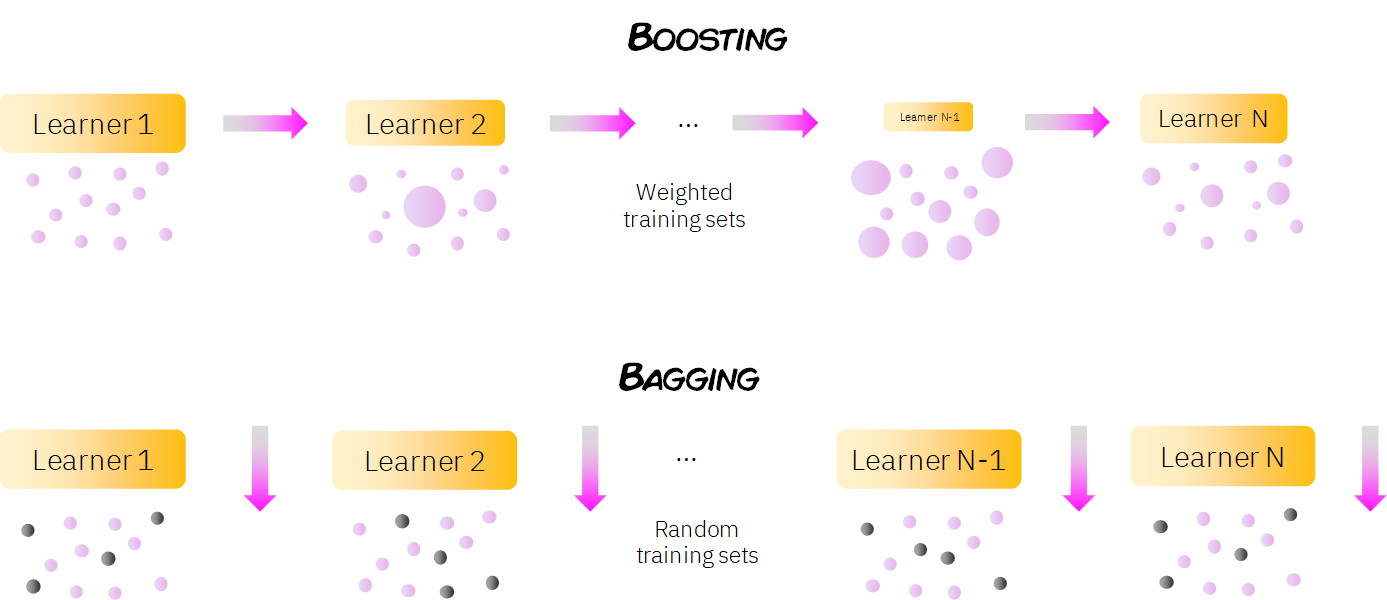 BOOSTING
Learner 1
Learner 2
...
Learner N-1
Learner N
Weighted
training sets
BAGGING
Learner 1
Learner 2
...
Learner N-1
Learner N
Random
training sets